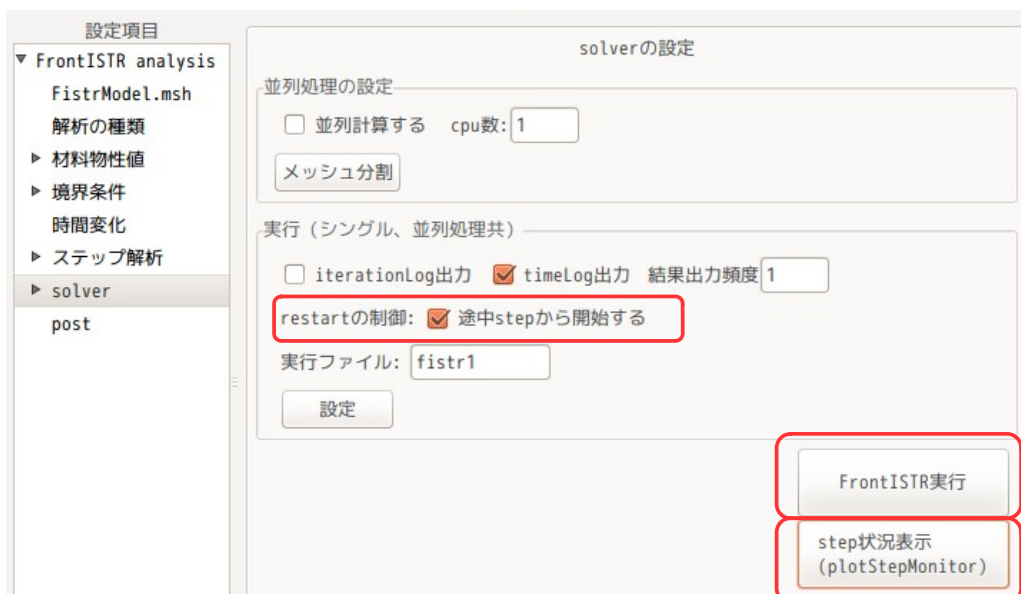 設定項目
FrontISTR analysis
FistrModel.msh
解析の種類
材料物性値
境界条件
時間変化
ステップ解析
solver
post
solverの設定
並列処理の設定
並列計算する cpu数: 1
メッシュ分割
実行（シングル、並列処理共）
iterationLog出力 timeLog出力 結果出力頻度 1
restartの制御: 途中stepから開始する
実行ファイル: fistr1
設定
FrontISTR実行
step状況表示
(plotStepMonitor)